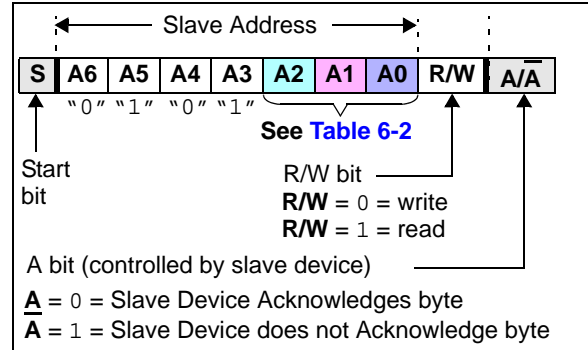 Slave Address
S A6 A5 A4 A3 A2 A1 A0 R/W A/A̅
“0” “1” “0” “1”
See Table 6-2
Start
bit
R/W bit
R/W = 0 = write
R/W = 1 = read
A bit (controlled by slave device)
A = 0 = Slave Device Acknowledges byte
A̅ = 1 = Slave Device does not Acknowledge byte